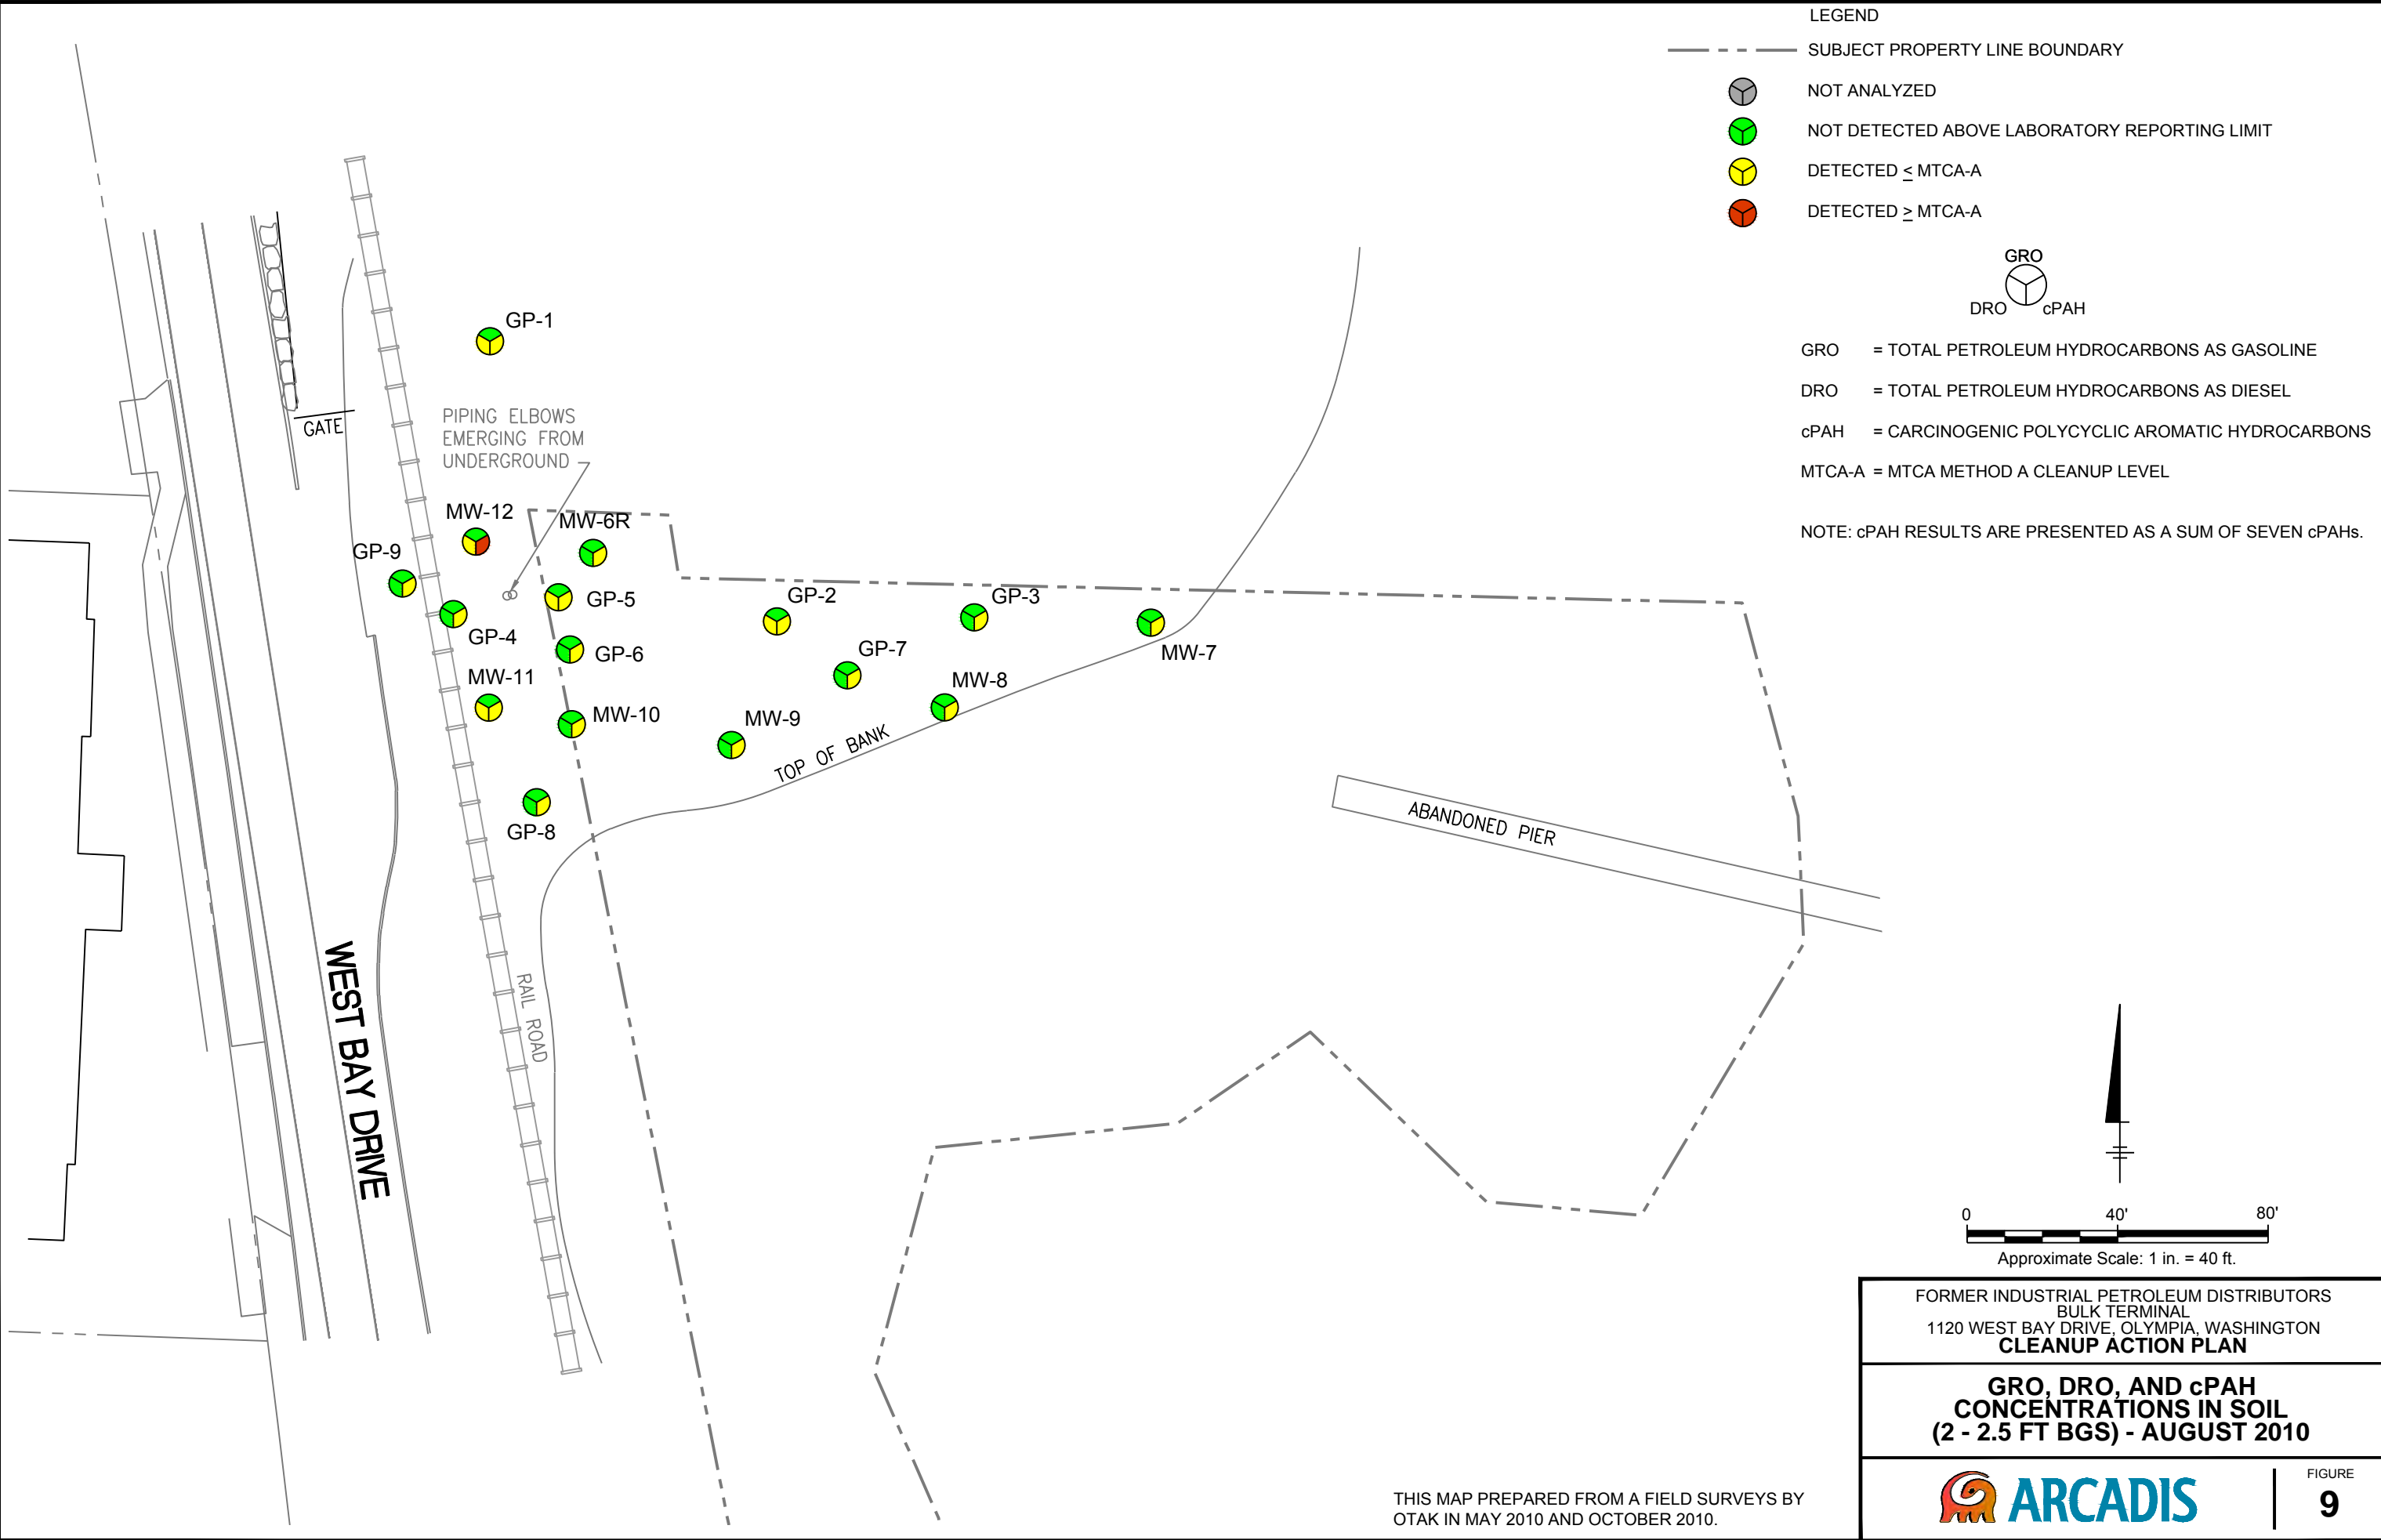 LEGEND
SUBJECT PROPERTY LINE BOUNDARY
NOT ANALYZED
NOT DETECTED ABOVE LABORATORY REPORTING LIMIT
DETECTED < MTCA-A
DETECTED > MTCA-A
GRO
DRO cPAH
GRO = TOTAL PETROLEUM HYDROCARBONS AS GASOLINE
DRO = TOTAL PETROLEUM HYDROCARBONS AS DIESEL
cPAH = CARCINOGENIC POLYCYCLIC AROMATIC HYDROCARBONS
MTCA-A = MTCA METHOD A CLEANUP LEVEL
NOTE: cPAH RESULTS ARE PRESENTED AS A SUM OF SEVEN cPAHs.
GP-1
PIPING ELBOWS
EMERGING FROM
UNDERGROUND
GATE
MW-12
MW-6R
GP-9
GP-5
GP-2
GP-3
GP-4
GP-6
GP-7
MW-7
MW-11
MW-8
MW-10
MW-9
TOP OF BANK
GP-8
ABANDONED PIER
WEST BAY DRIVE
RAIL ROAD
0 40' 80'
Approximate Scale: 1 in. = 40 ft.
FORMER INDUSTRIAL PETROLEUM DISTRIBUTORS
BULK TERMINAL
1120 WEST BAY DRIVE, OLYMPIA, WASHINGTON
CLEANUP ACTION PLAN
GRO, DRO, AND cPAH
CONCENTRATIONS IN SOIL
(2 - 2.5 FT BGS) - AUGUST 2010
ARCADIS
FIGURE
9
THIS MAP PREPARED FROM A FIELD SURVEYS BY
OTAK IN MAY 2010 AND OCTOBER 2010.